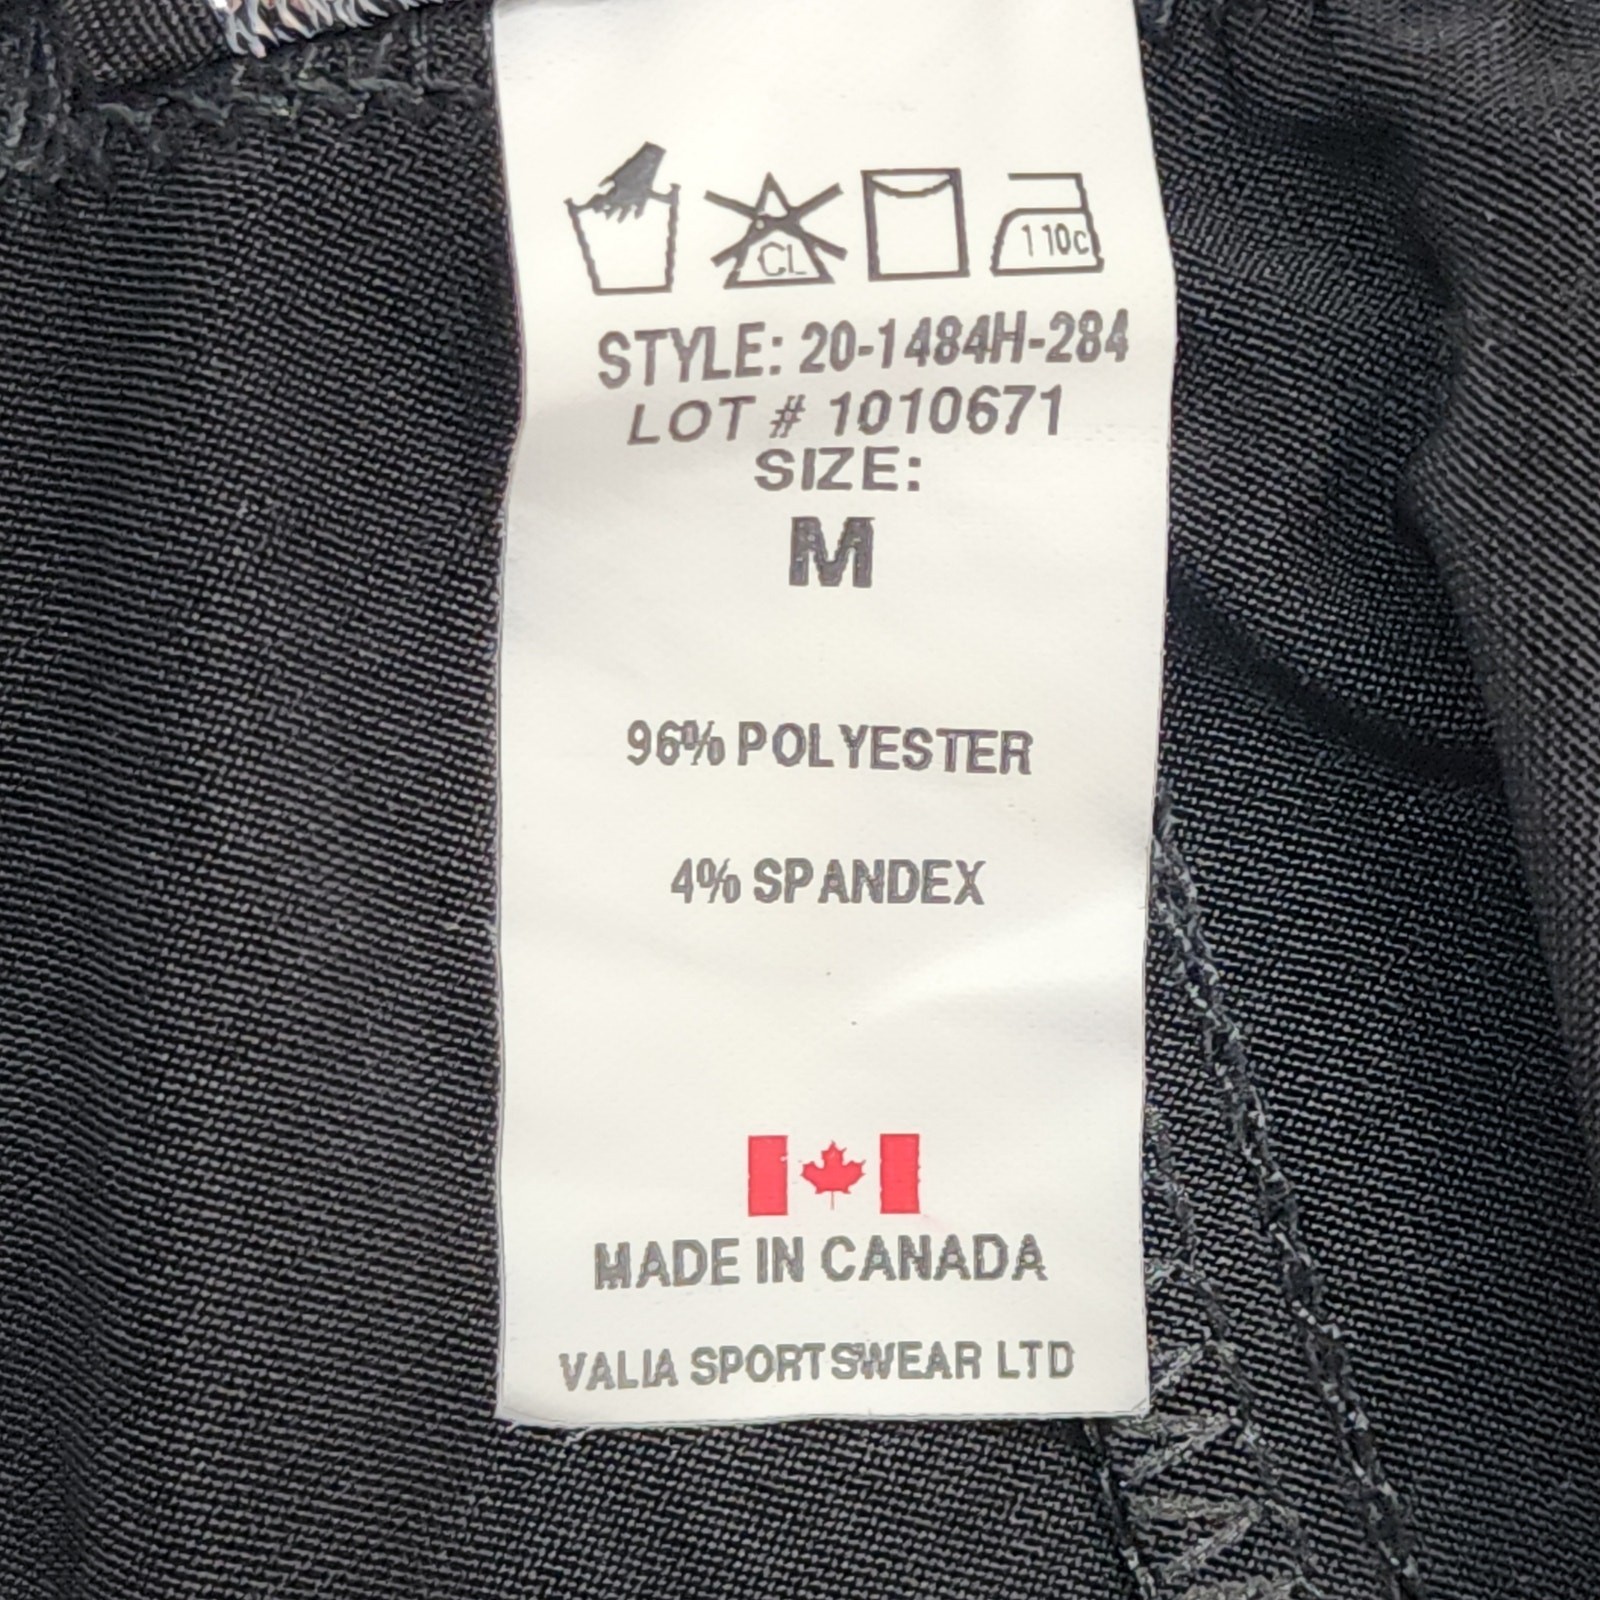 CL 110c
STYLE: 20-1484H-284
LOT # 1010671
SIZE:
M
96% POLYESTER
4% SPANDEX
MADE IN CANADA
VALIA SPORTSWEAR LTD